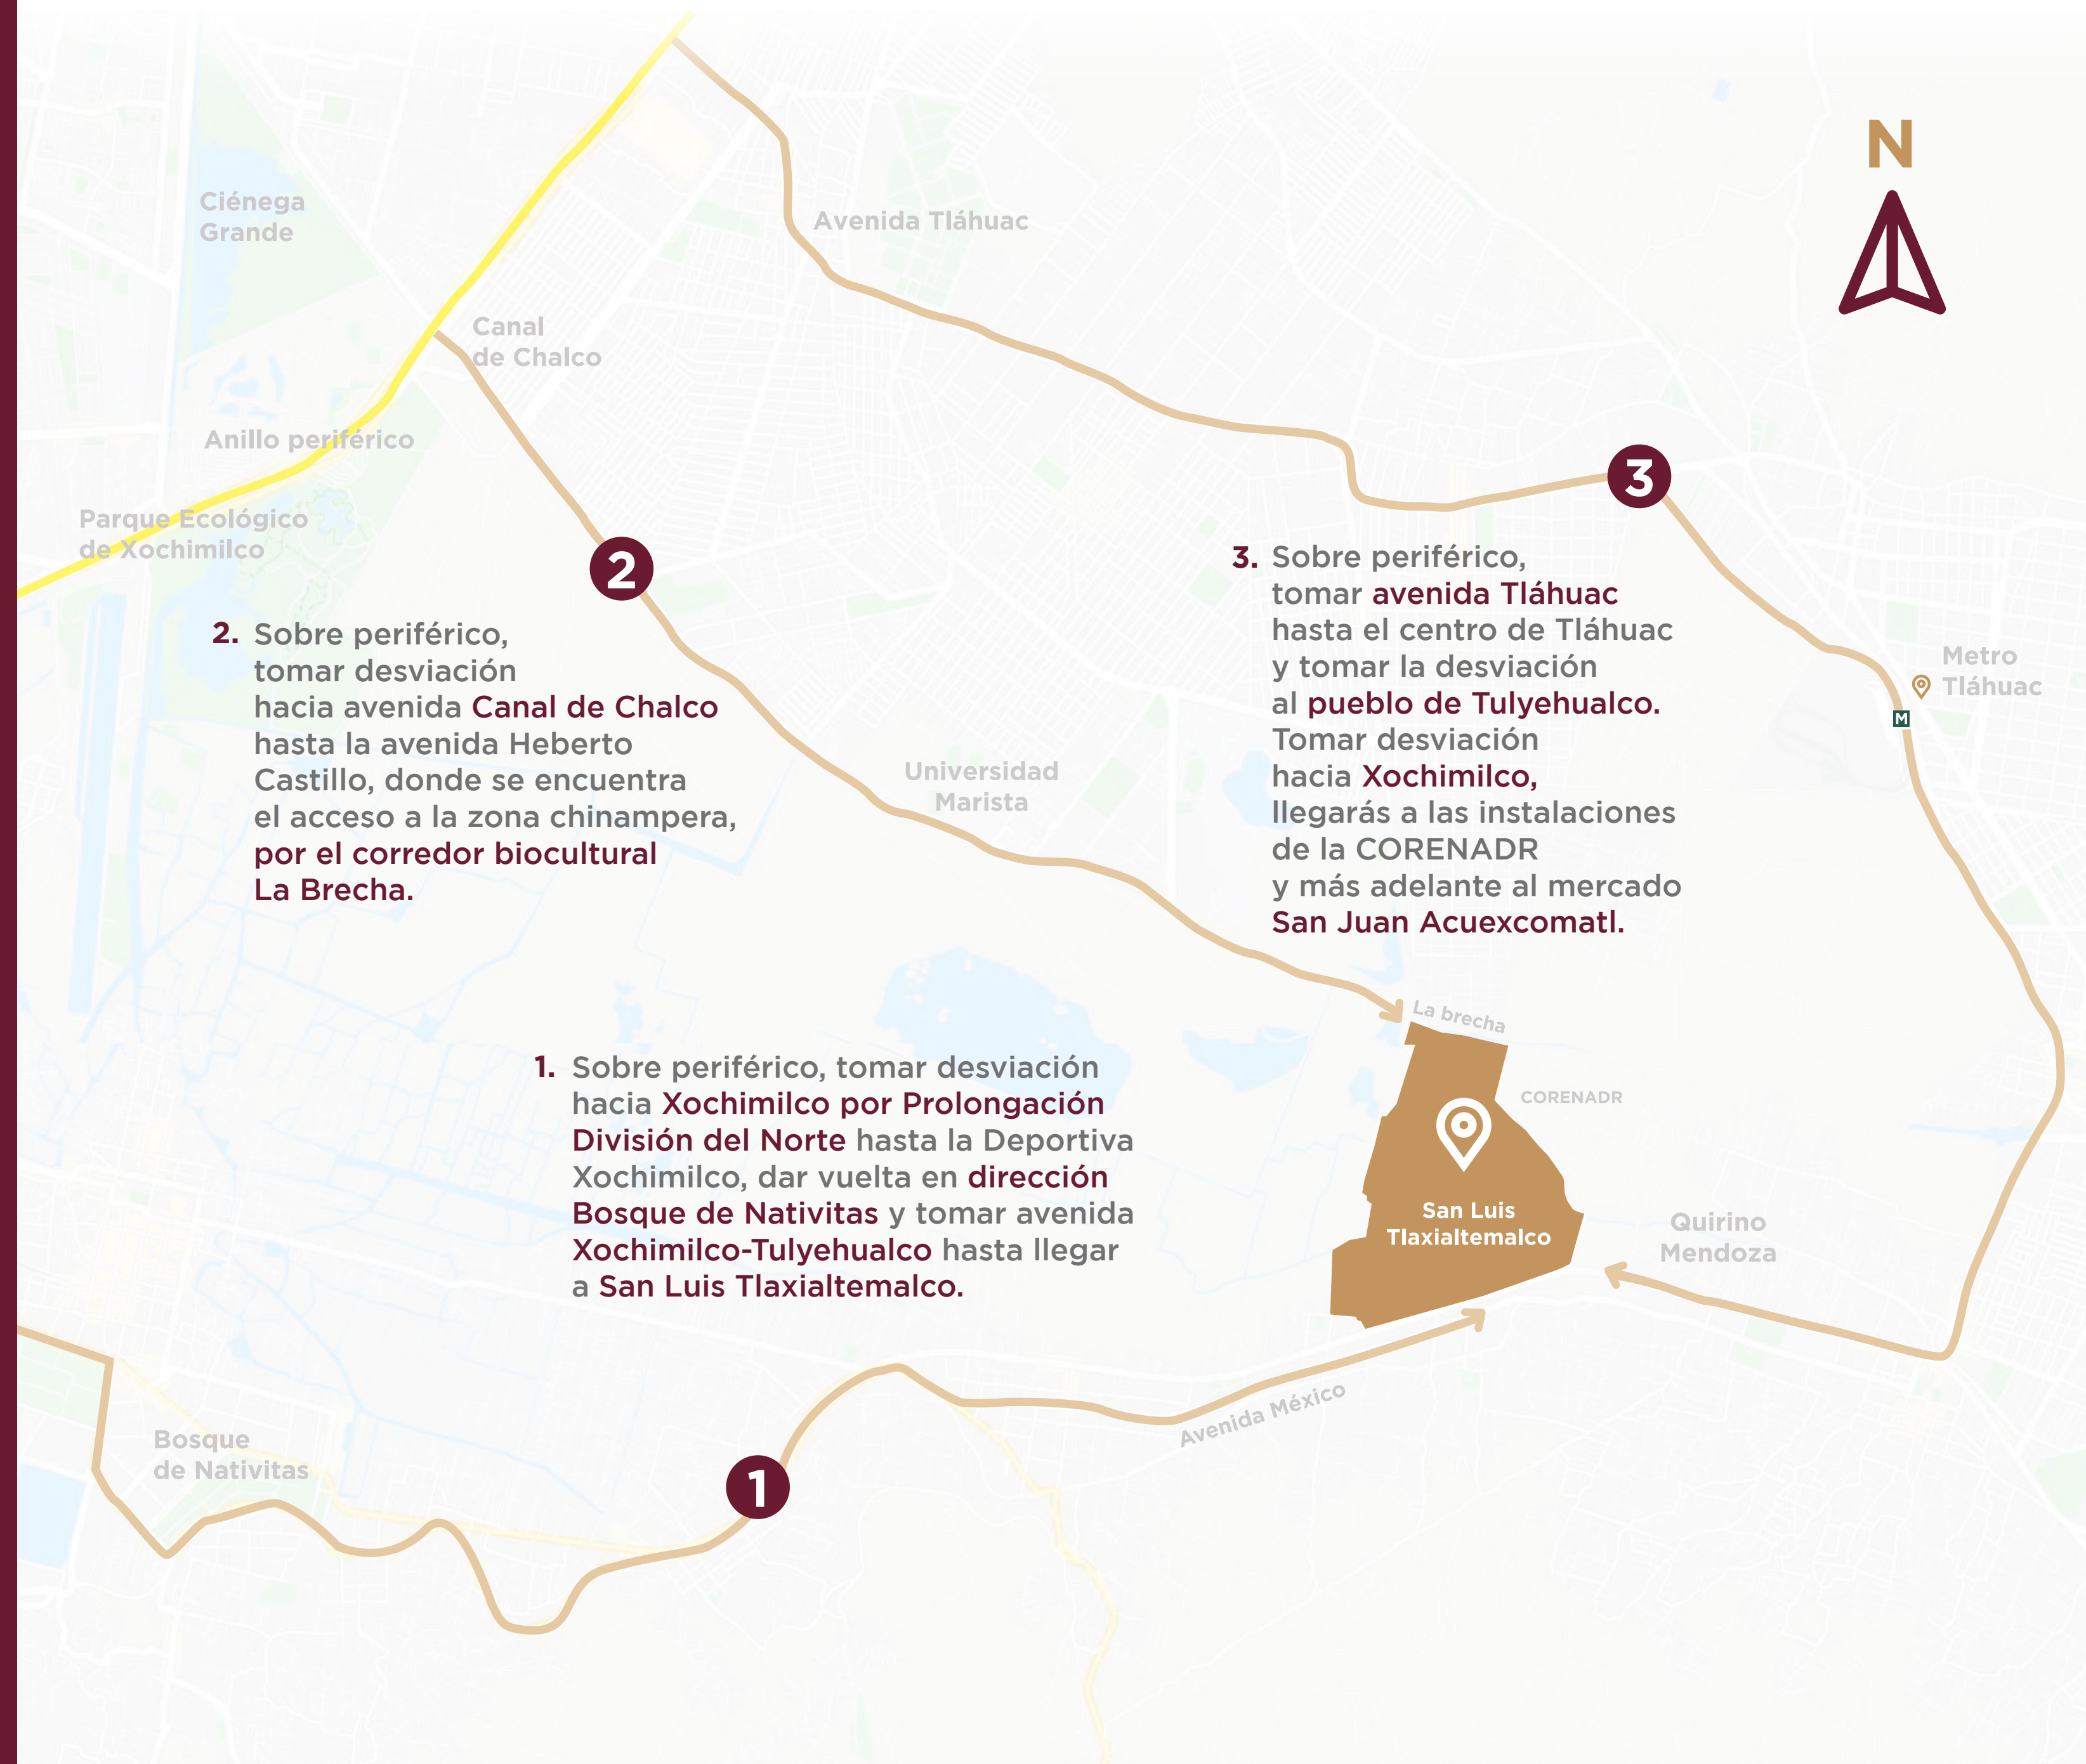 N
Ciénega
Grande
Avenida Tláhuac
Canal
de Chalco
Anillo periférico
Parque Ecológico
de Xochimilco
3
2
3. Sobre periférico,
tomar avenida Tláhuac
hasta el centro de Tláhuac
y tomar la desviación
al pueblo de Tulyehualco.
Tomar desviación
hacia Xochimilco,
llegarás a las instalaciones
de la CORENADR
y más adelante al mercado
San Juan Acuexcomatl.
2. Sobre periférico,
tomar desviación
hacia avenida Canal de Chalco
hasta la avenida Heberto
Castillo, donde se encuentra
el acceso a la zona chinampera,
por el corredor biocultural
La Brecha.
Metro
Tláhuac
M
Universidad
Marista
La brecha
1. Sobre periférico, tomar desviación
hacia Xochimilco por Prolongación
División del Norte hasta la Deportiva
Xochimilco, dar vuelta en dirección
Bosque de Nativitas y tomar avenida
Xochimilco-Tulyehualco hasta llegar
a San Luis Tlaxialtemalco.
CORENADR
San Luis
Tlaxialtemalco
Quirino
Mendoza
Avenida México
Bosque
de Nativitas
1